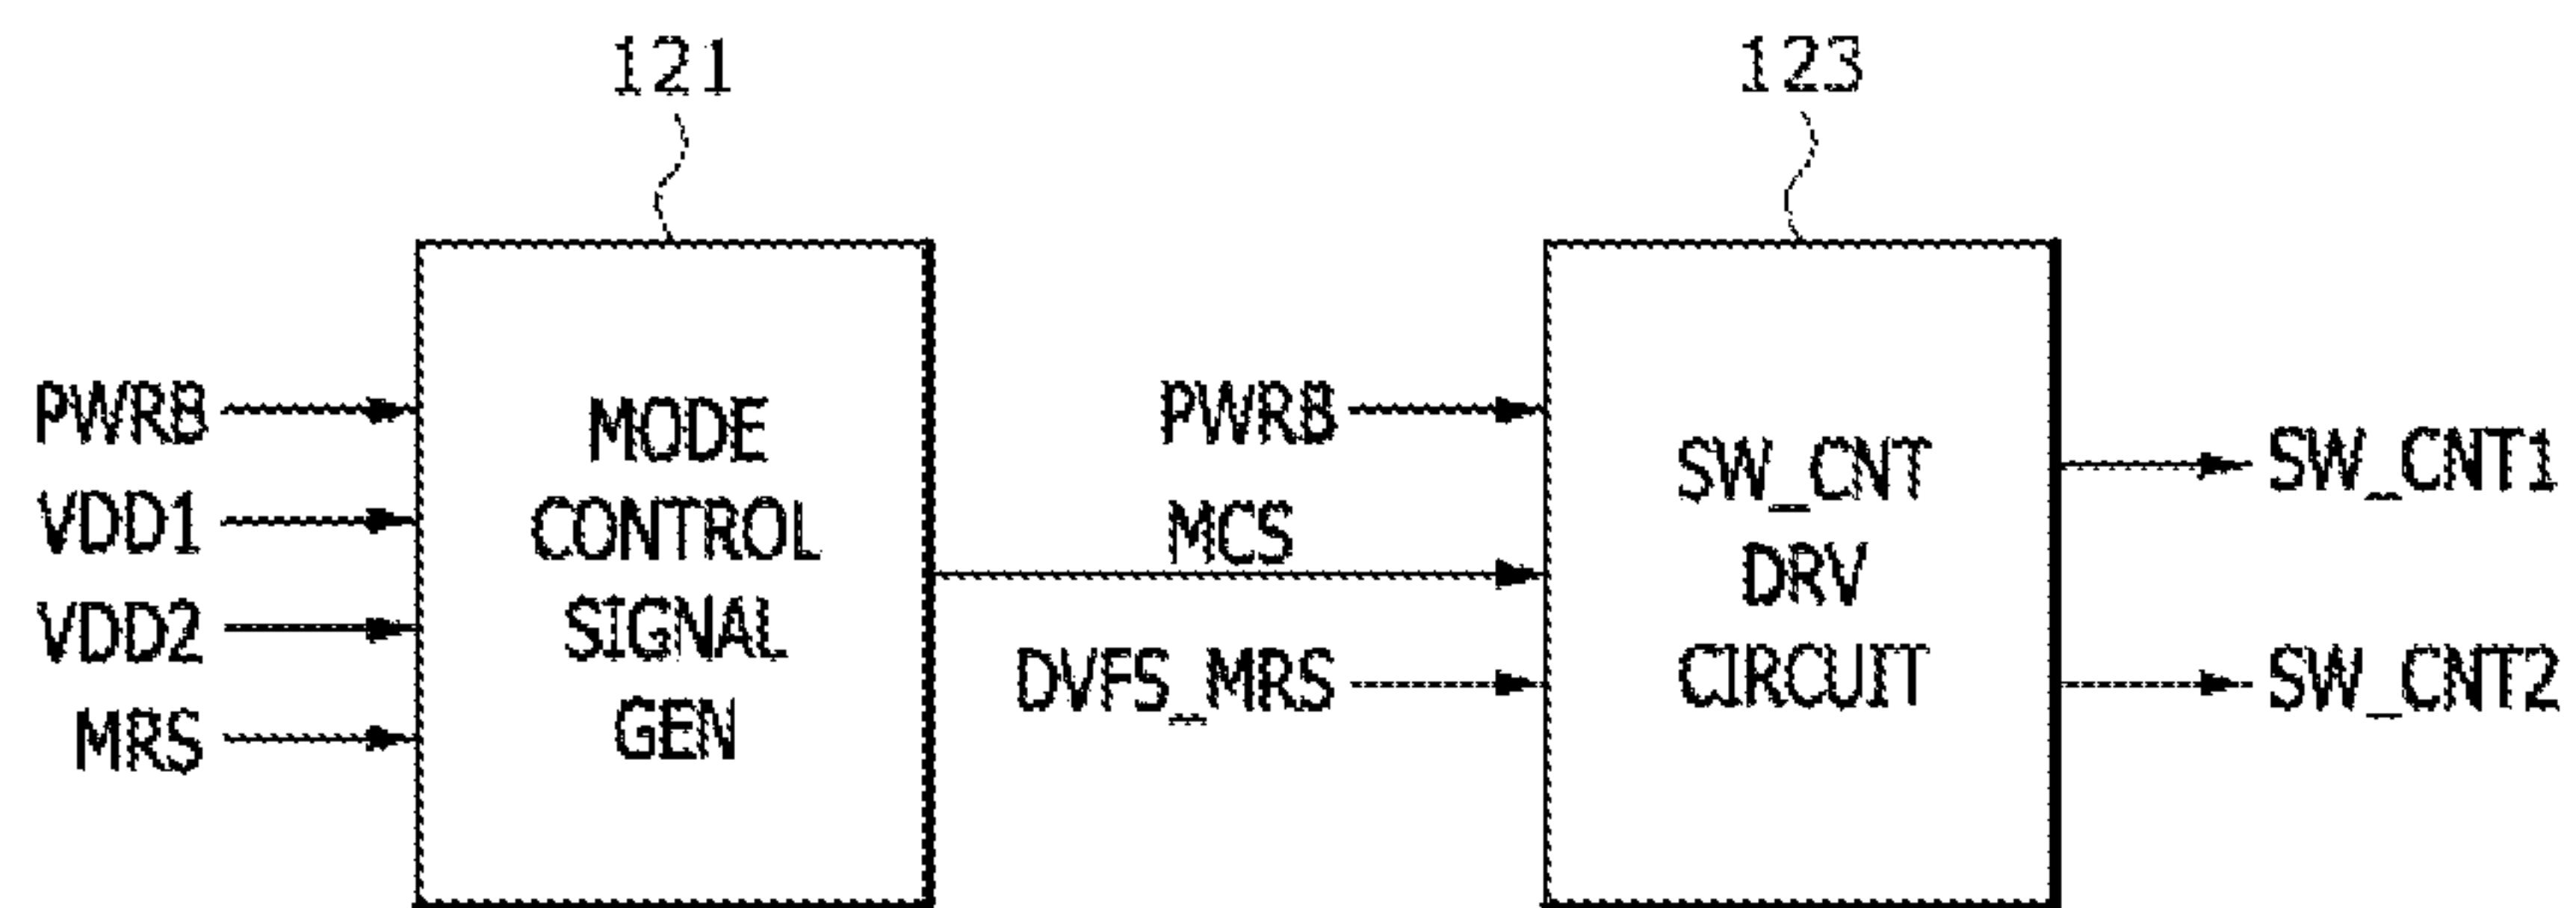 121
123
PWRB
VDD1
VDD2
MRS
MODE
CONTROL
SIGNAL
GEN
PWRB
MCS
DVFS_MRS
SW_CNT
DRV
CIRCUIT
SW_CNT1
SW_CNT2